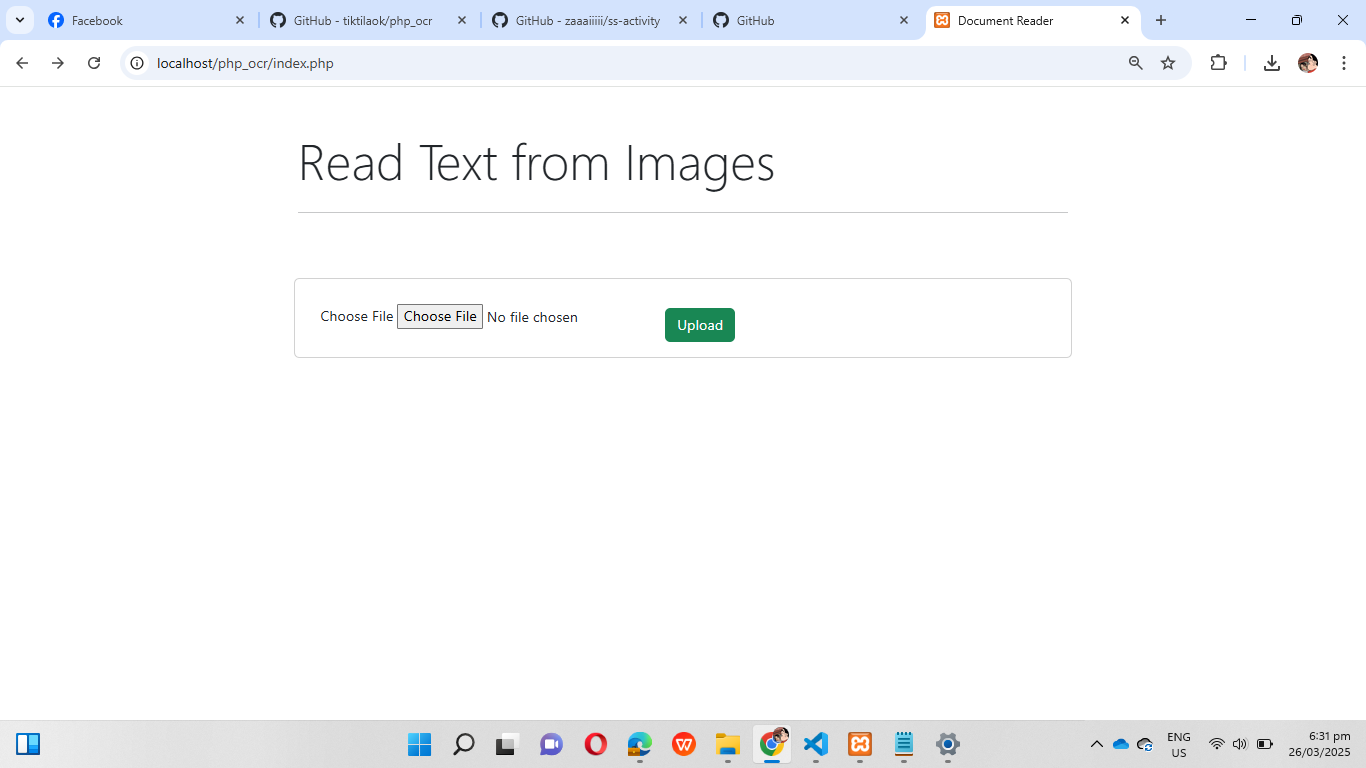 Facebook
GitHub - tiktilaok/php_ocr
GitHub - zaaaiiiii/ss-activity
GitHub
Document Reader
localhost/php_ocr/index.php
Read Text from Images
Choose File Choose File No file chosen
Upload
ENG
US
6:31 pm
26/03/2025